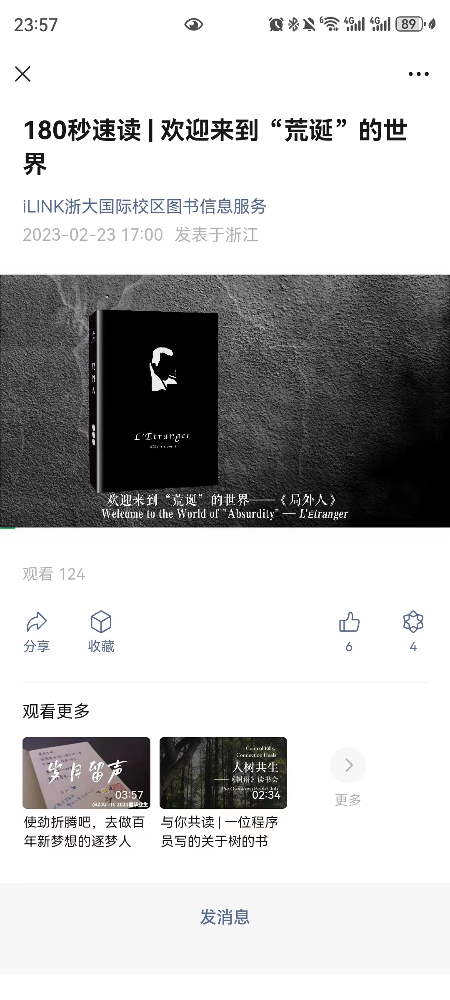 23:57
6
4G
4G
89
180秒速读 | 欢迎来到“荒诞”的世
界
iLINK浙大国际校区图书信息服务
2023-02-23 17:00 发表于浙江
局外人
L'Étranger
Albert Camus
欢迎来到“荒诞”的世界——《局外人》
Welcome to the World of "Absurdity" — L'Étranger
观看 124
分享
收藏
6
4
观看更多
岁月留声
03:57
@ZJU - IC 2021届毕业生
Control Kills,
Connection Heals
人树共生
——《树语》读书会
The Overstory Book Club
02:34
更多
使劲折腾吧，去做百
年新梦想的逐梦人
与你共读 | 一位程序
员写的关于树的书
发消息